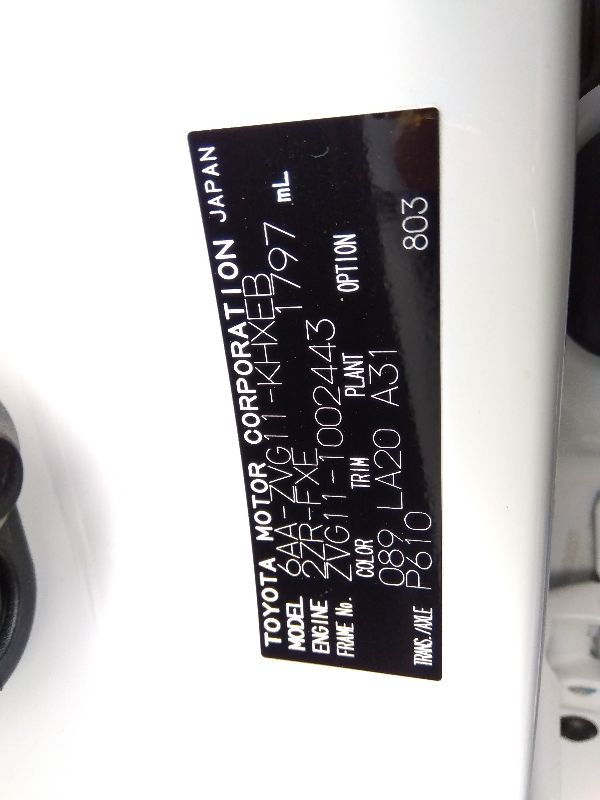 TOYOTA MOTOR CORPORATION JAPAN
MODEL 6AA-ZVG11-KHXEB
ENGINE 2ZR-FXE 1797 mL
FRAME No. ZVG11-1002443
COLOR TRIM PLANT OPTION
089 LA20 A31
TRANS./AXLE P610 803